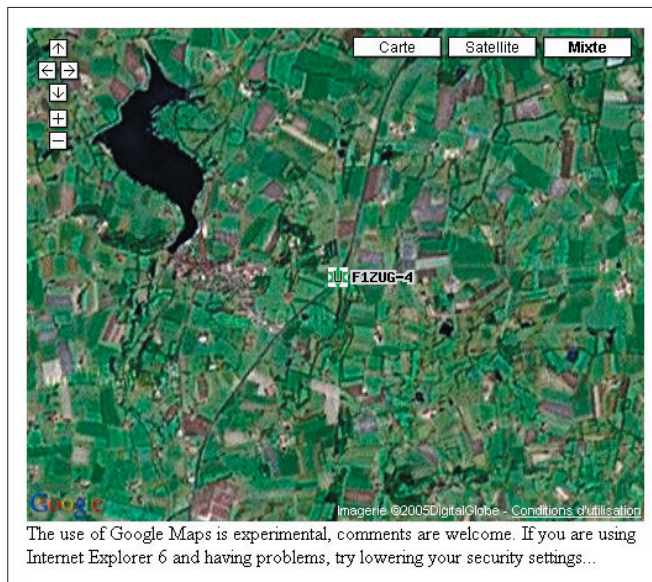 Carte
Satellite
Mixte
F1ZUG-4
Google
Imagerie ©2005DigitalGlobe - Conditions d'utilisation
The use of Google Maps is experimental, comments are welcome. If you are using
Internet Explorer 6 and having problems, try lowering your security settings...